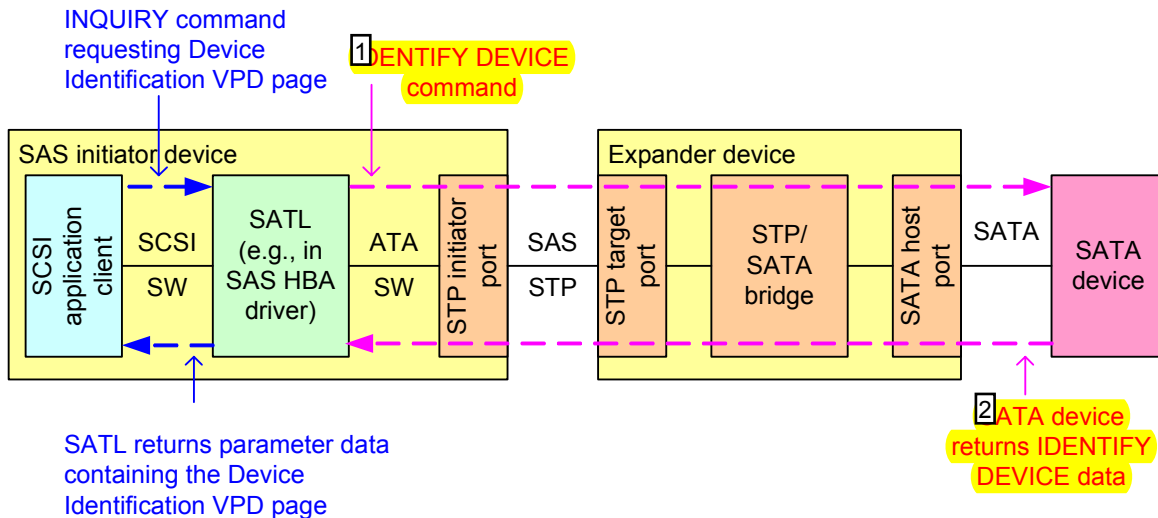 INQUIRY command
requesting Device
Identification VPD page
1
DENTIFY DEVICE
command
SAS initiator device
Expander device
SCSI
application
client
SCSI
SW
SATL
(e.g., in
SAS HBA
driver)
ATA
SW
STP initiator
port
SAS
STP
STP target
port
STP/
SATA
bridge
SATA host
port
SATA
SATA
device
SATL returns parameter data
containing the Device
Identification VPD page
2
ATA device
returns IDENTIFY
DEVICE data